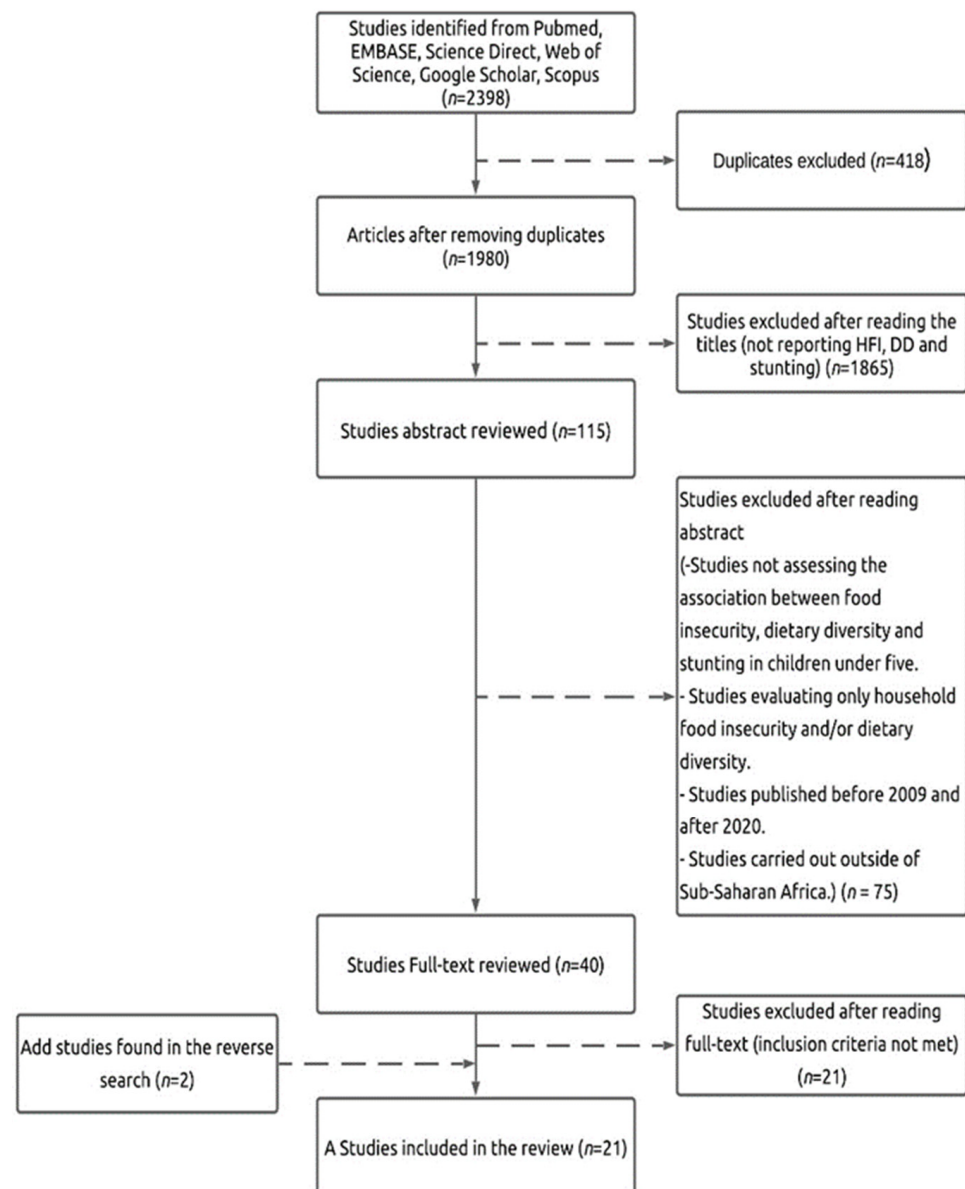 Studies identified from Pubmed,
EMBASE, Science Direct, Web of
Science, Google Scholar, Scopus
(n=2398)
Duplicates excluded (n=418)
Articles after removing duplicates
(n=1980)
Studies excluded after reading the
titles (not reporting HFI, DD and
stunting) (n=1865)
Studies abstract reviewed (n=115)
Studies excluded after reading
abstract
(-Studies not assessing the
association between food
insecurity, dietary diversity and
stunting in children under five.
- Studies evaluating only household
food insecurity and/or dietary
diversity.
- Studies published before 2009 and
after 2020.
- Studies carried out outside of
Sub-Saharan Africa.) (n = 75)
Studies Full-text reviewed (n=40)
Studies excluded after reading
full-text (inclusion criteria not met)
(n=21)
Add studies found in the reverse
search (n=2)
A Studies included in the review (n=21)